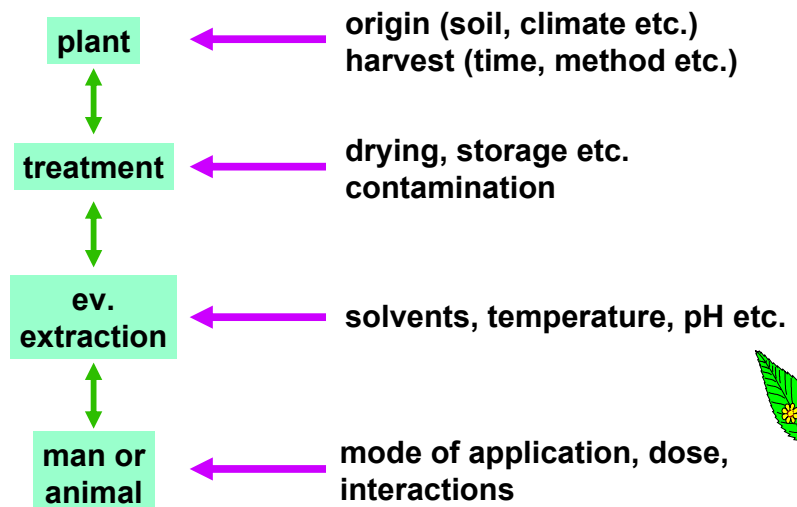 plant
origin (soil, climate etc.)
harvest (time, method etc.)
treatment
drying, storage etc.
contamination
ev.
extraction
solvents, temperature, pH etc.
man or
animal
mode of application, dose,
interactions